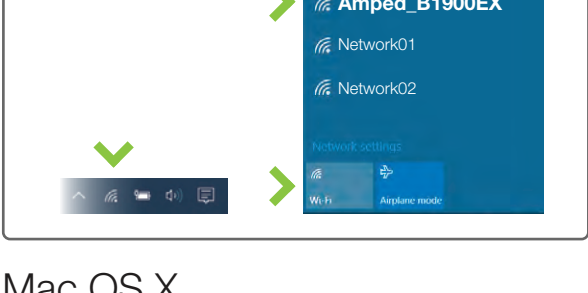 Amped_B1900EX
Network01
Network02
Network settings
Wi-Fi
Airplane mode
Mac OS X